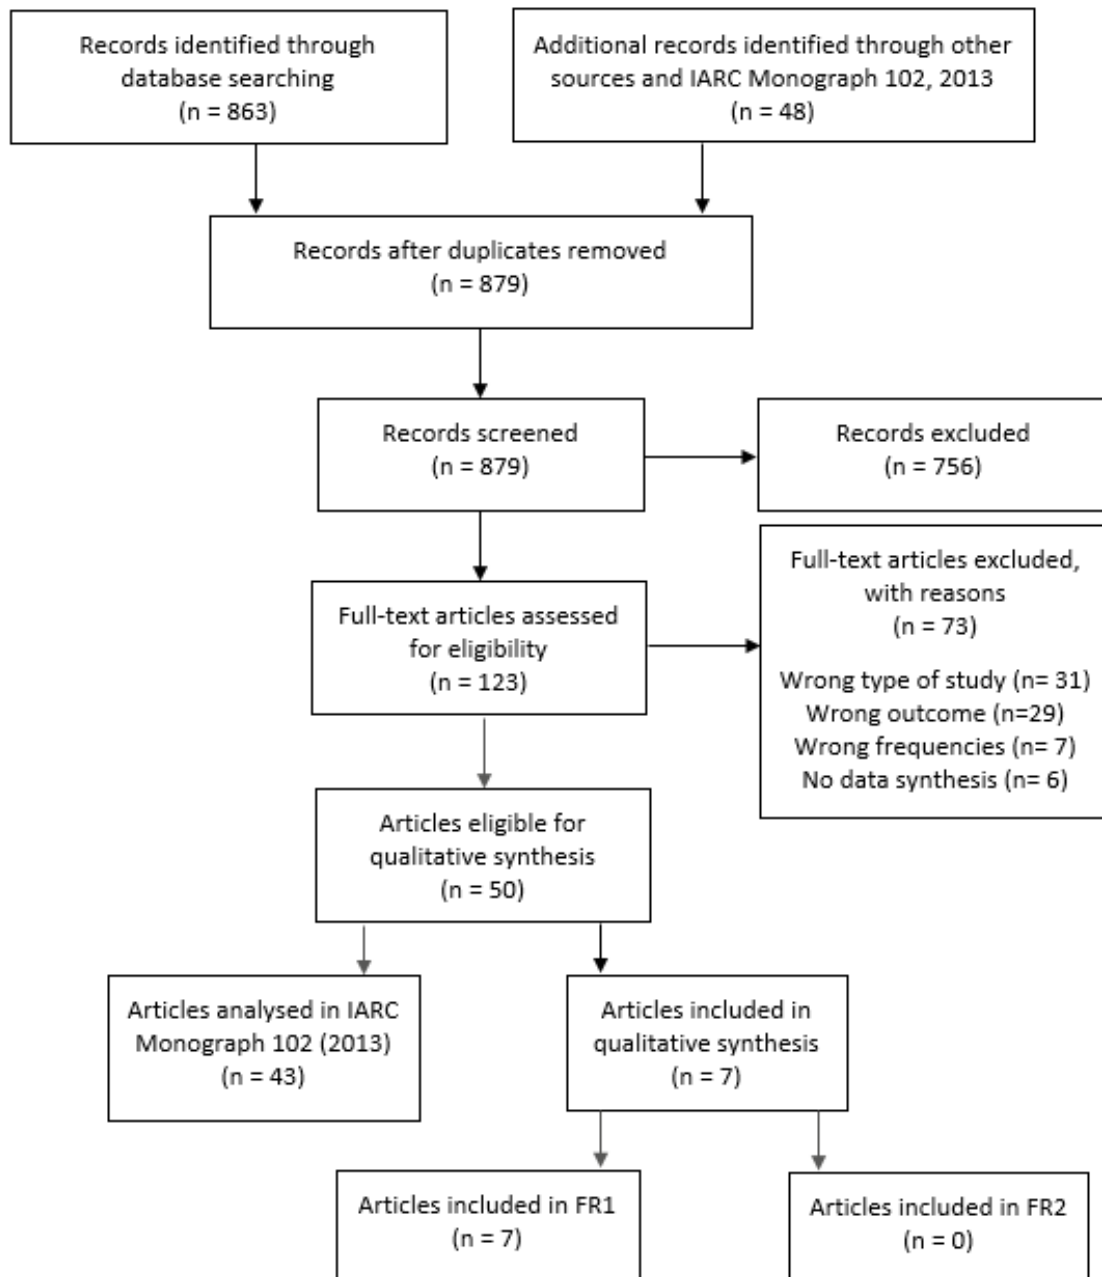 Records identified through
database searching
(n = 863)
Additional records identified through other
sources and IARC Monograph 102, 2013
(n = 48)
Records after duplicates removed
(n = 879)
Records screened
(n = 879)
Records excluded
(n = 756)
Full-text articles assessed
for eligibility
(n = 123)
Full-text articles excluded,
with reasons
(n = 73)
Wrong type of study (n= 31)
Wrong outcome (n=29)
Wrong frequencies (n= 7)
No data synthesis (n= 6)
Articles eligible for
qualitative synthesis
(n = 50)
Articles analysed in IARC
Monograph 102 (2013)
(n = 43)
Articles included in
qualitative synthesis
(n = 7)
Articles included in FR1
(n = 7)
Articles included in FR2
(n = 0)